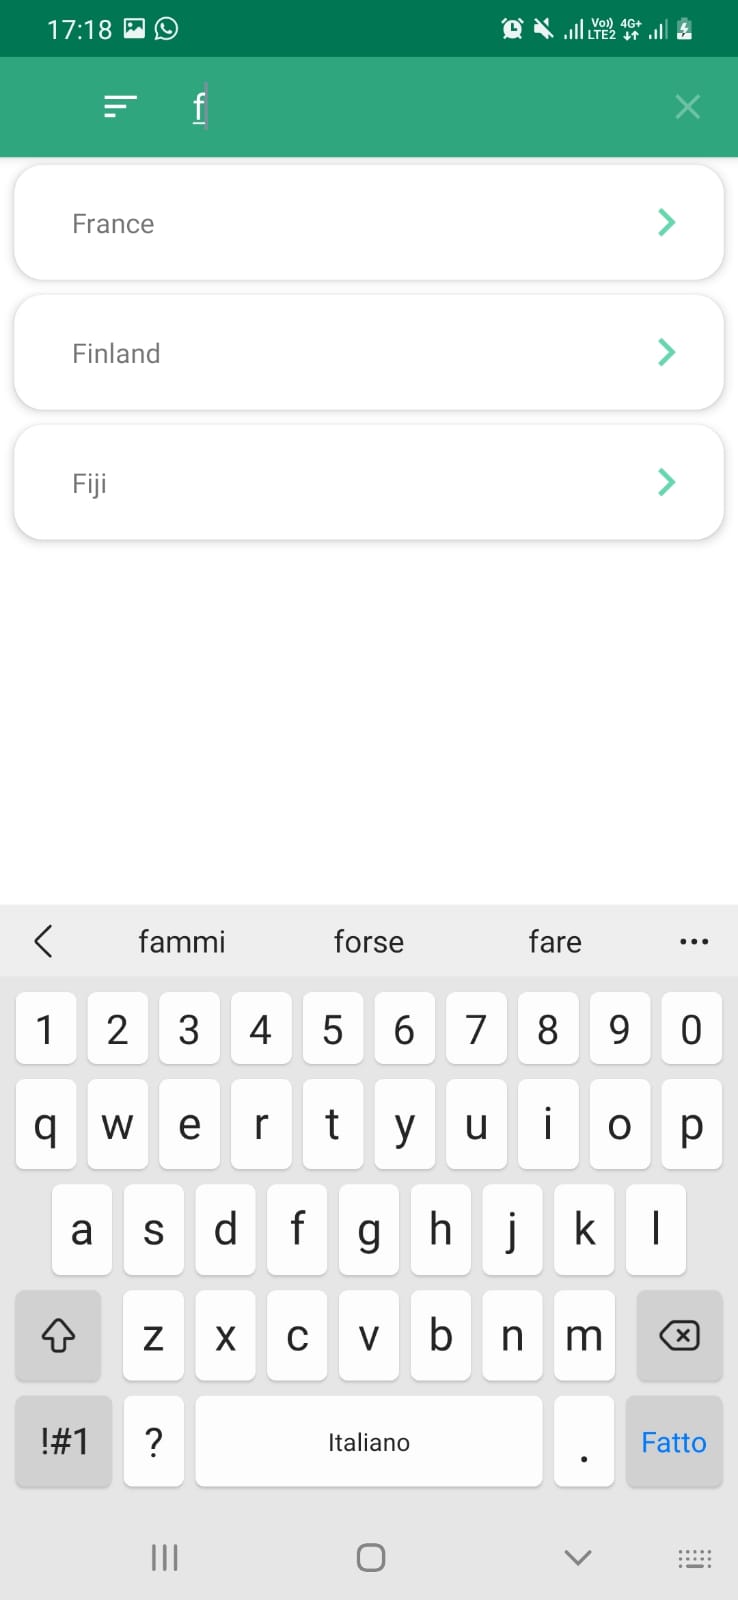 17:18 Vo)) LTE2 4G+
f
France
Finland
Fiji
fammi forse fare
1 2 3 4 5 6 7 8 9 0
q w e r t y u i o p
a s d f g h j k l
z x c v b n m
!#1 ? Italiano . Fatto